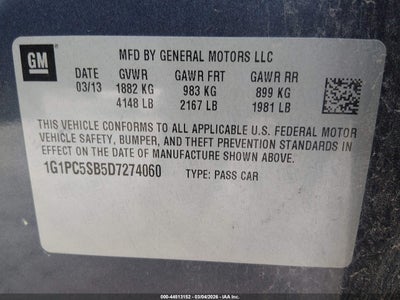 GM
MFD BY GENERAL MOTORS LLC
DATE GVWR GAWR FRT GAWR RR
03/13 1882 KG 983 KG 899 KG
4148 LB 2167 LB 1981 LB
THIS VEHICLE CONFORMS TO ALL APPLICABLE U.S. FEDERAL MOTOR
VEHICLE SAFETY, BUMPER, AND THEFT PREVENTION STANDARDS IN
EFFECT ON THE DATE OF MANUFACTURE SHOWN ABOVE.
1G1PC5SB5D7274060 TYPE: PASS CAR
© IAA 44513152 - 03/04/2026 - IAAI.COM